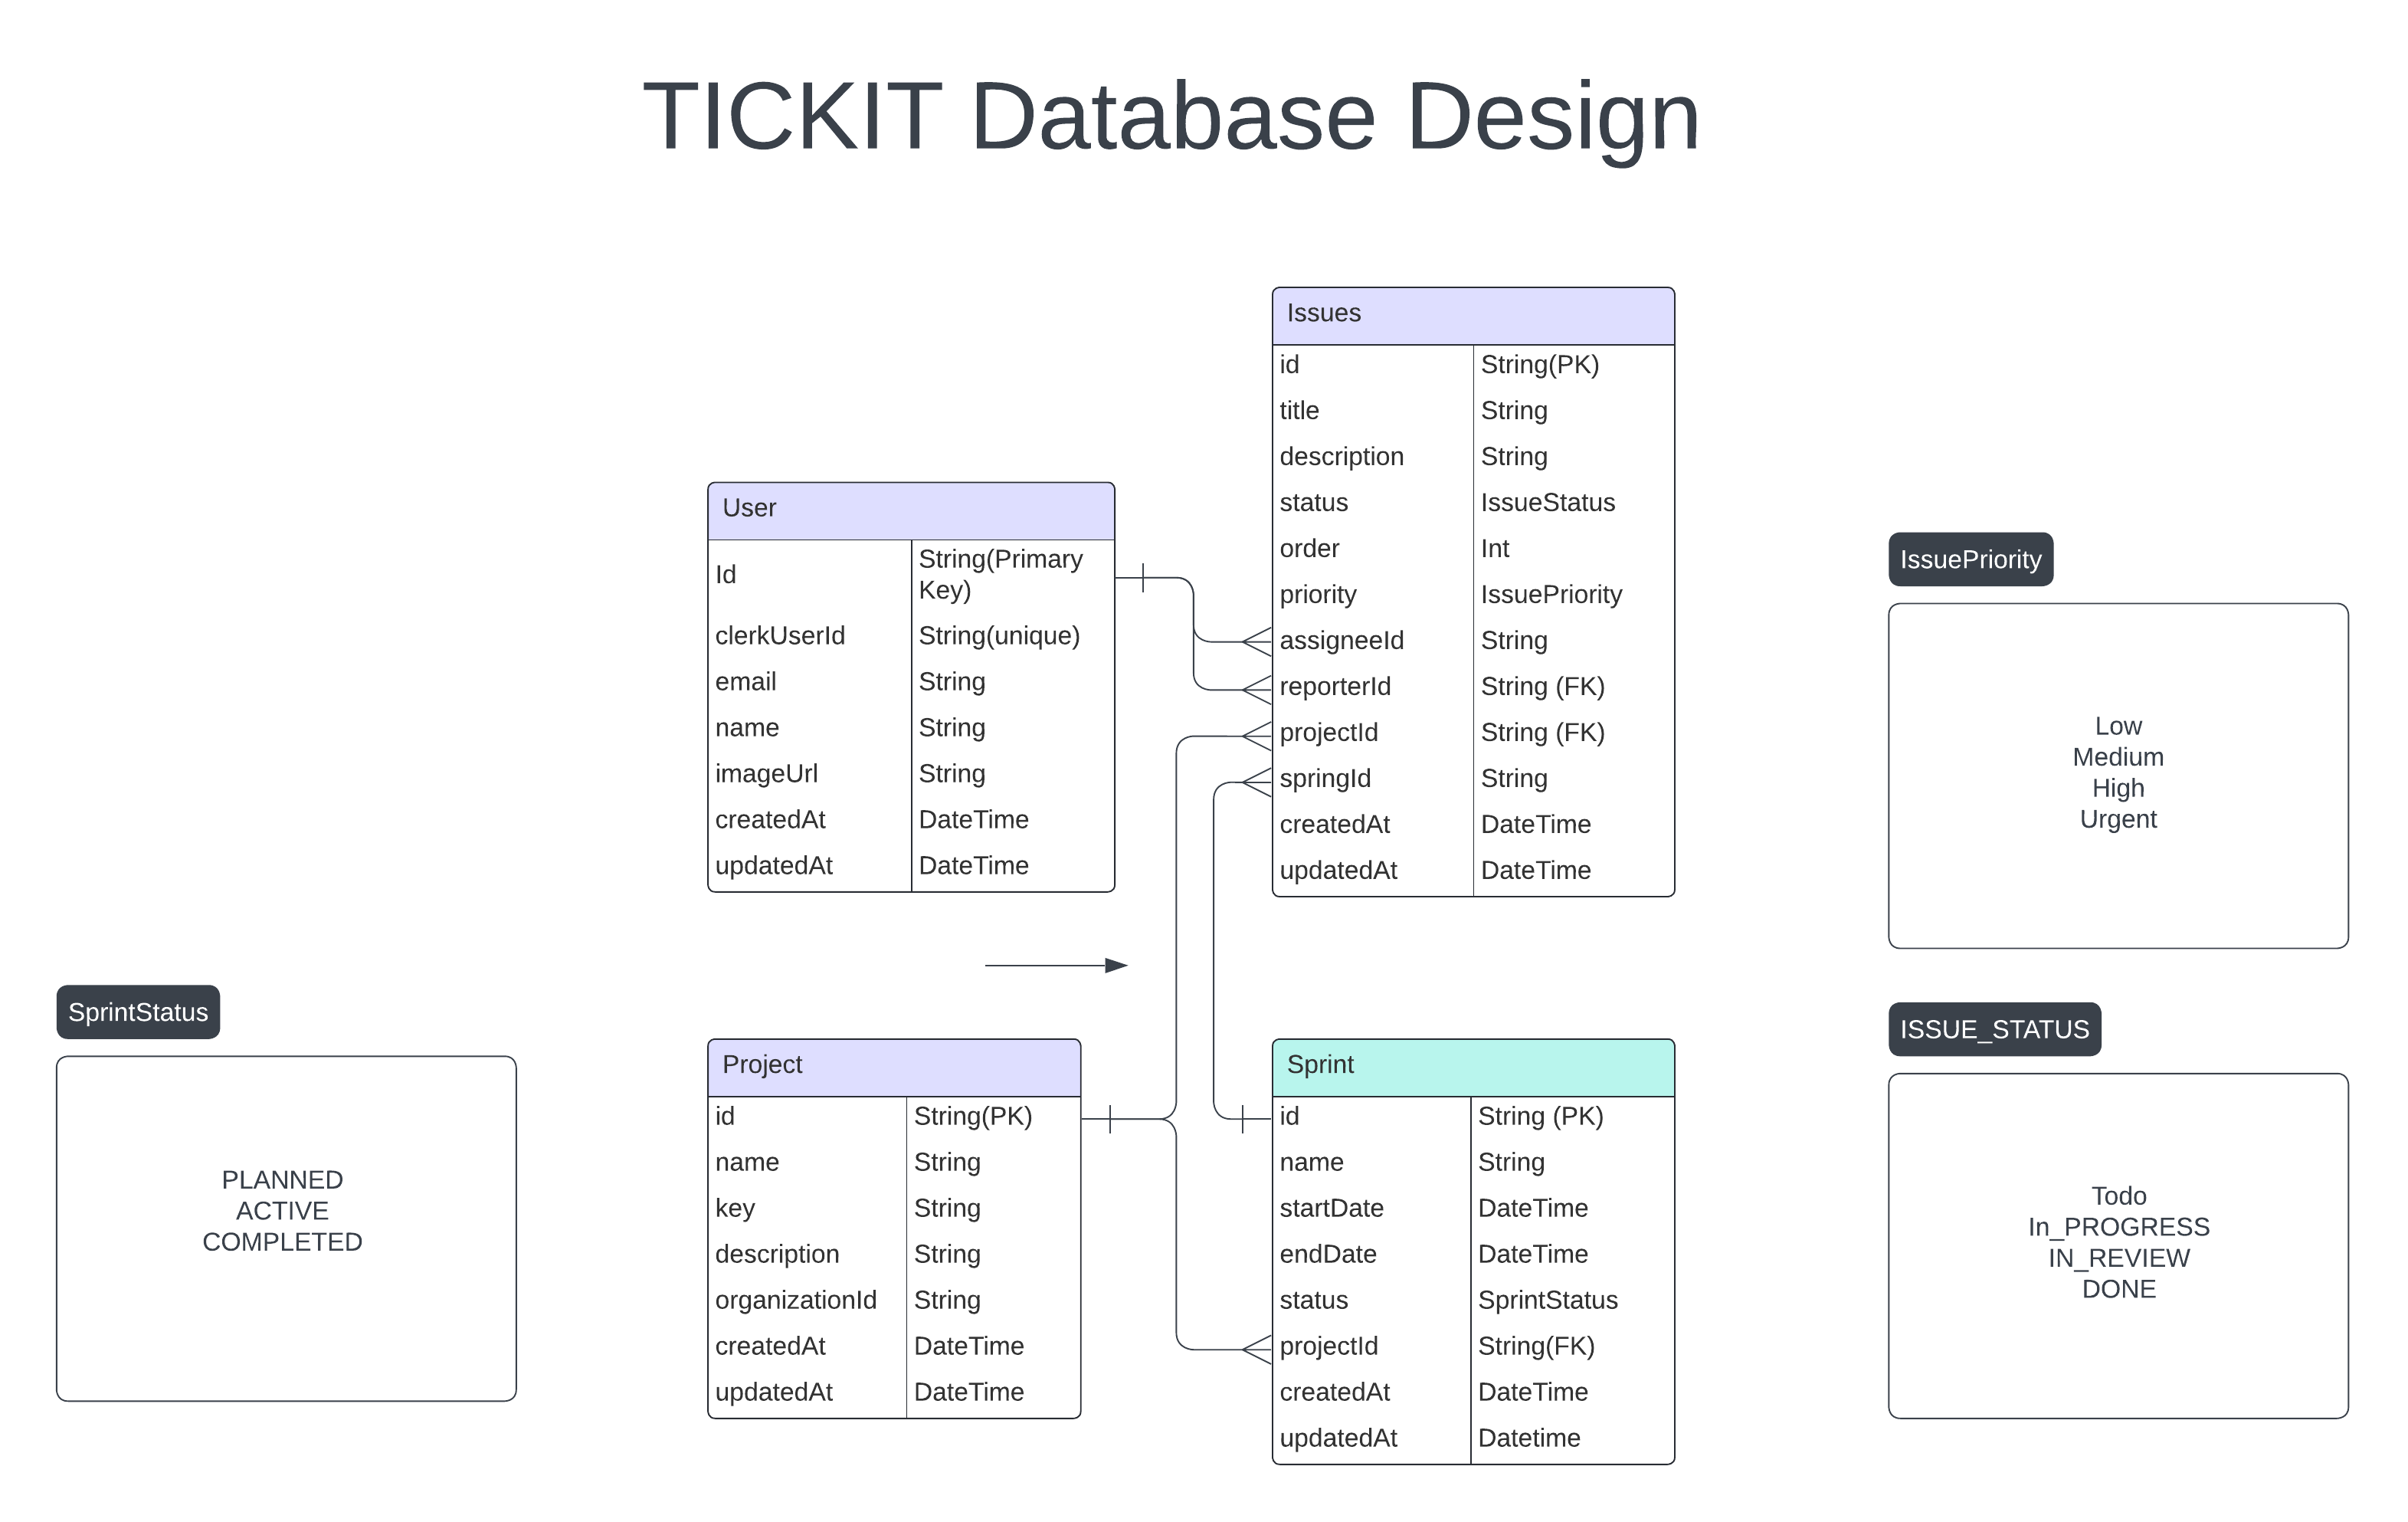 TICKIT Database Design
Issues
id String(PK)
title String
description String
status IssueStatus
order Int
priority IssuePriority
assigneeId String
reporterId String (FK)
projectId String (FK)
springId String
createdAt DateTime
updatedAt DateTime
User
Id String(Primary
Key)
clerkUserId String(unique)
email String
name String
imageUrl String
createdAt DateTime
updatedAt DateTime
IssuePriority
Low
Medium
High
Urgent
SprintStatus
PLANNED
ACTIVE
COMPLETED
Project
id String(PK)
name String
key String
description String
organizationId String
createdAt DateTime
updatedAt DateTime
Sprint
id String (PK)
name String
startDate DateTime
endDate DateTime
status SprintStatus
projectId String(FK)
createdAt DateTime
updatedAt Datetime
ISSUE_STATUS
Todo
In_PROGRESS
IN_REVIEW
DONE